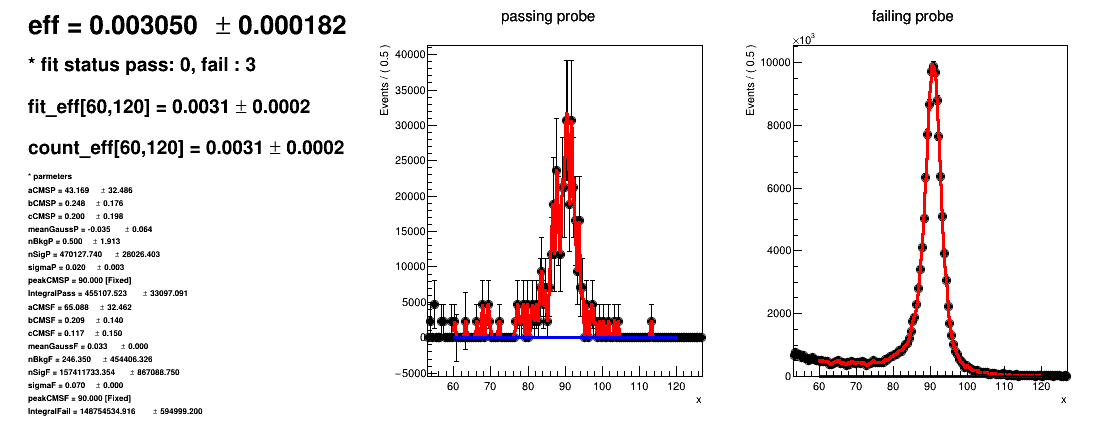 eff = 0.003050 ± 0.000182
* fit status pass: 0, fail : 3
fit_eff[60,120] = 0.0031 ± 0.0002
count_eff[60,120] = 0.0031 ± 0.0002
* parmeters
aCMSP = 43.169 ± 32.486
bCMSP = 0.248 ± 0.176
cCMSP = 0.200 ± 0.198
meanGaussP = -0.035 ± 0.064
nBkgP = 0.500 ± 1.913
nSigP = 470127.740 ± 28026.403
sigmaP = 0.020 ± 0.003
peakCMSP = 90.000 [Fixed]
IntegralPass = 455107.523 ± 33097.091
aCMSF = 65.088 ± 32.462
bCMSF = 0.209 ± 0.140
cCMSF = 0.117 ± 0.150
meanGaussF = 0.033 ± 0.000
nBkgF = 246.350 ± 454406.326
nSigF = 157411733.354 ± 867088.750
sigmaF = 0.070 ± 0.000
peakCMSF = 90.000 [Fixed]
IntegralFail = 148754534.916 ± 594999.200
passing probe
Events / ( 0.5 )
40000
35000
30000
25000
20000
15000
10000
5000
0
−5000
60 70 80 90 100 110 120
x
failing probe
×10³
Events / ( 0.5 )
10000
8000
6000
4000
2000
0
60 70 80 90 100 110 120
x